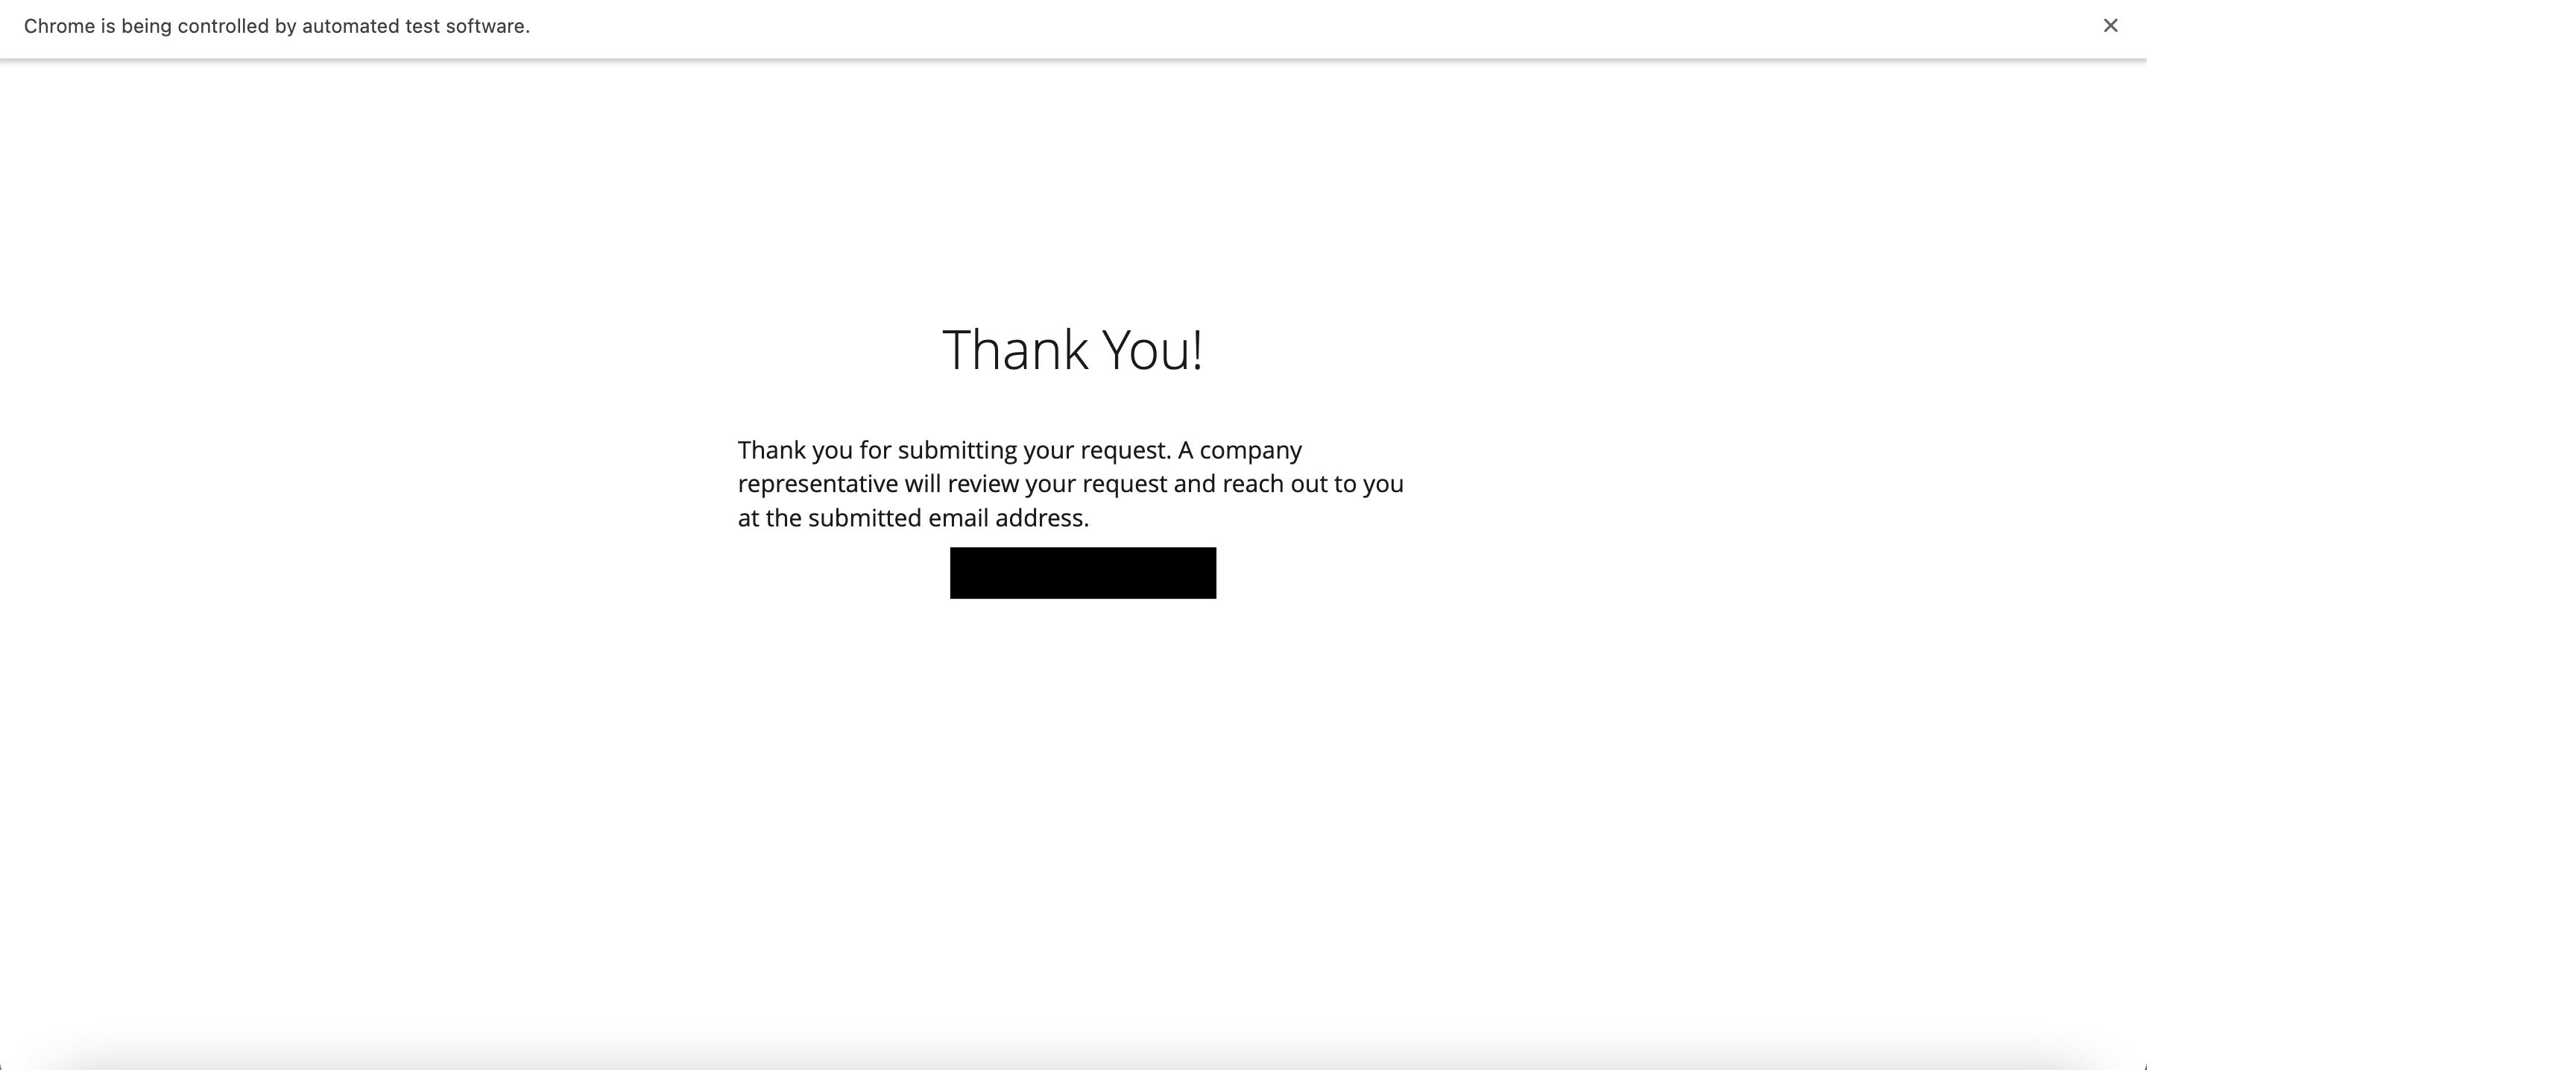 Chrome is being controlled by automated test software.
Thank You!
Thank you for submitting your request. A company
representative will review your request and reach out to you
at the submitted email address.